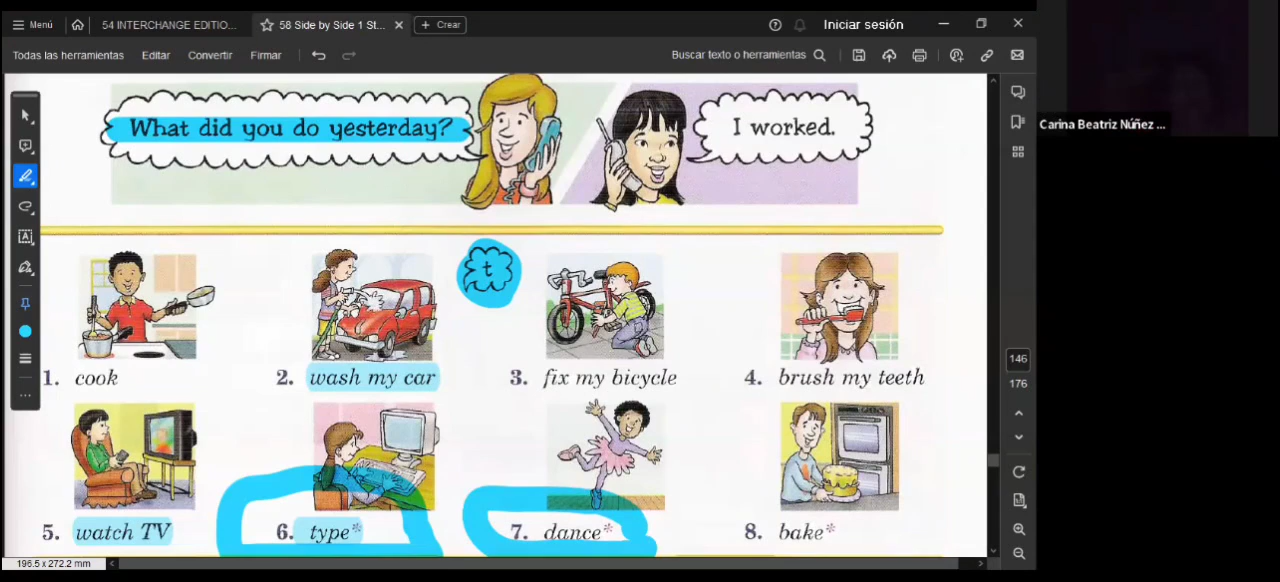 Menú
54 INTERCHANGE EDITIO...
58 Side by Side 1 St...
Crear
Iniciar sesión
Todas las herramientas
Editar
Convertir
Firmar
Buscar texto o herramientas
What did you do yesterday?
I worked.
Carina Beatriz Núñez ...
t
1. cook
2. wash my car
3. fix my bicycle
4. brush my teeth
5. watch TV
6. type*
7. dance*
8. bake*
146
176
196.5 x 272.2 mm